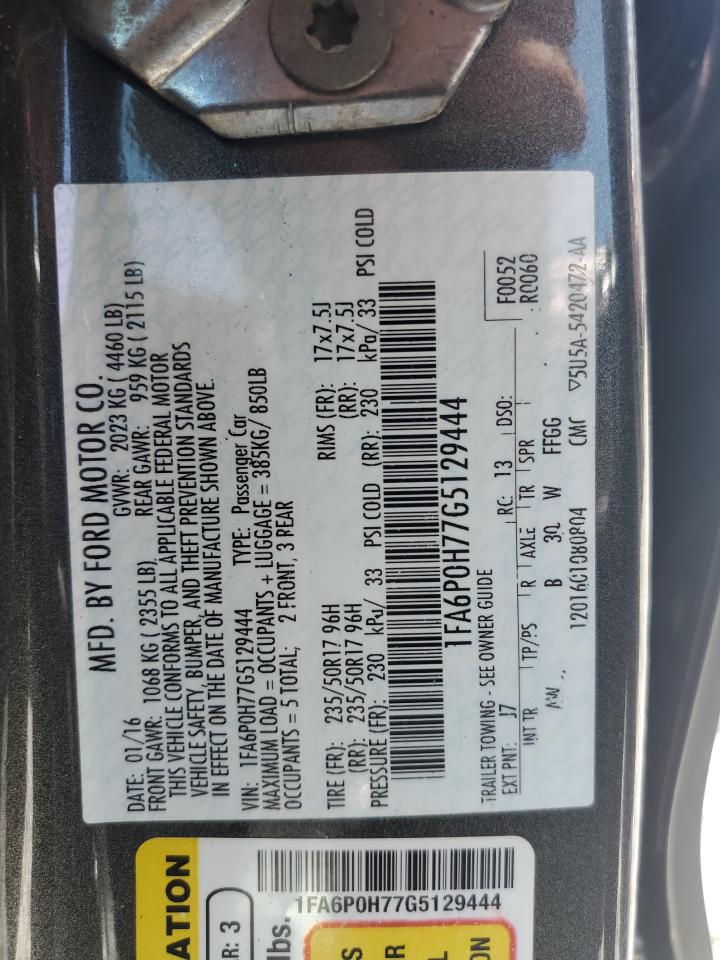 MFD. BY FORD MOTOR CO.
DATE: 01/16 GVWR: 2023 KG ( 4460 LB)
FRONT GAWR: 1068 KG ( 2355 LB) REAR GAWR: 959 KG ( 2115 LB)
THIS VEHICLE CONFORMS TO ALL APPLICABLE FEDERAL MOTOR
VEHICLE SAFETY, BUMPER, AND THEFT PREVENTION STANDARDS
IN EFFECT ON THE DATE OF MANUFACTURE SHOWN ABOVE.
VIN: 1FA6P0H77G5129444 TYPE: Passenger Car
MAXIMUM LOAD = OCCUPANTS + LUGGAGE = 385KG/ 850LB
OCCUPANTS = 5 TOTAL; 2 FRONT, 3 REAR
TIRE (FR): 235/50R17 96H RIMS (FR): 17x7.5J
(RR): 235/50R17 96H (RR): 17x7.5J
PRESSURE (FR): 230 kPa/ 33 PSI COLD (RR): 230 kPa/ 33 PSI COLD
1FA6P0H77G5129444
TRAILER TOWING - SEE OWNER GUIDE
F0052
EXT PNT: J7 RC: 13 DSO: R0060
INT TR TP/PS R AXLE TR SPR
B 30 W FFGG
▽5U5A-5420472-AA
CMC
ATION
R: 3
lbs.
1FA6P0H77G5129444
S
R
L
ON